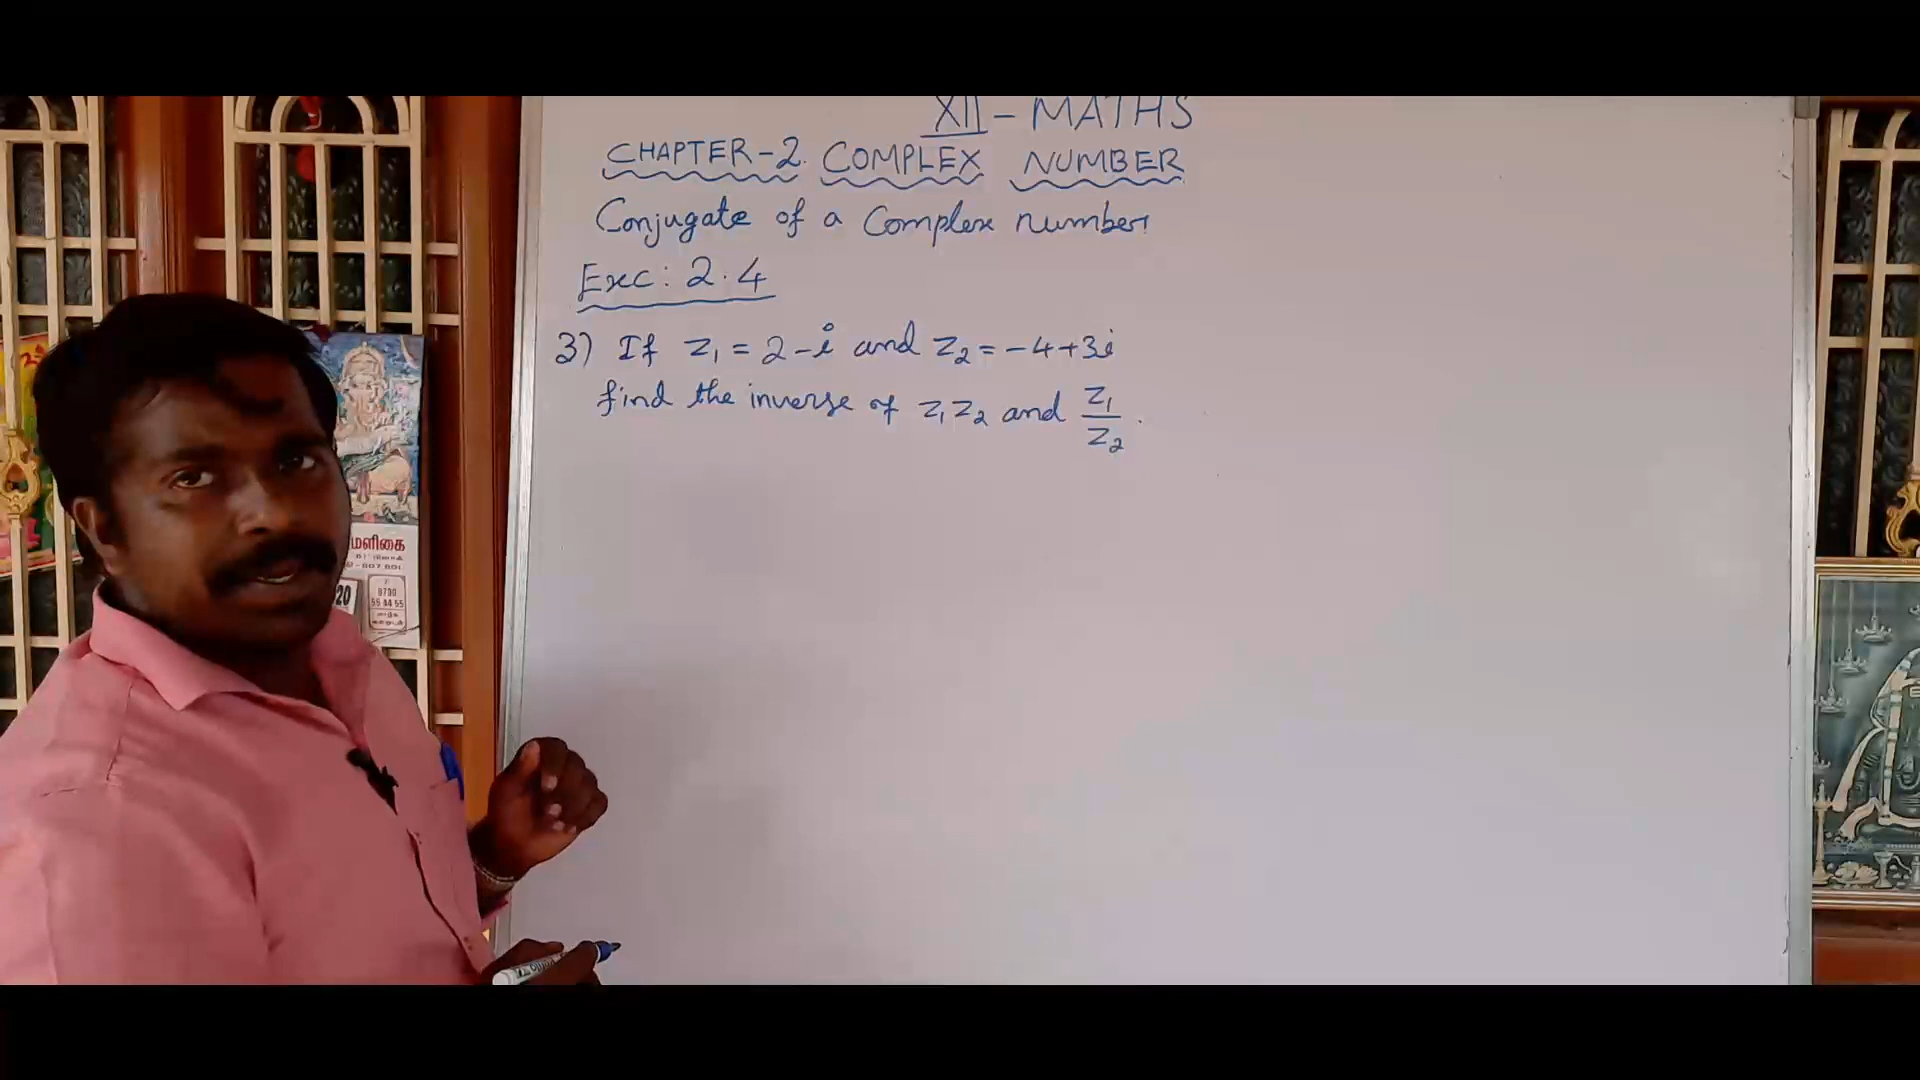 XII - MATHS
CHAPTER-2. COMPLEX NUMBER
Conjugate of a Complex number
Exc: 2.4
3) If z₁ = 2-i and z₂ = -4+3i
find the inverse of z₁z₂ and z₁/z₂.
மளிகை
20